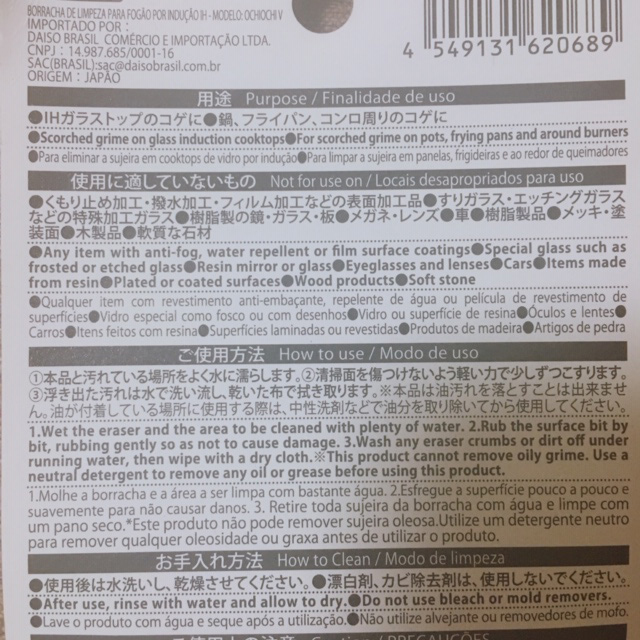 BORRACHA DE LIMPEZA PARA FOGÃO POR INDUÇÃO IH - MODELO: OCHIOCHI V
IMPORTADO POR :
DAISO BRASIL COMÉRCIO E IMPORTAÇÃO LTDA.
CNPJ : 14.987.685/0001-16
SAC(BRASIL):sac@daisobrasil.com.br
ORIGEM : JAPÃO
4 549131 620689
用途 Purpose / Finalidade de uso
●IHガラストップのコゲに●鍋、フライパン、コンロ周りのコゲに
●Scorched grime on glass induction cooktops●For scorched grime on pots, frying pans and around burners
●Para eliminar a sujeira em cooktops de vidro por indução●Para limpar a sujeira em panelas, frigideiras e ao redor de queimadores
使用に適していないもの Not for use on / Locais desapropriados para uso
●くもり止め加工・撥水加工・フィルム加工などの表面加工品●すりガラス・エッチングガラス
などの特殊加工ガラス●樹脂製の鏡・ガラス・板●メガネ・レンズ●車●樹脂製品●メッキ・塗
装面●木製品●軟質な石材
●Any item with anti-fog, water repellent or film surface coatings●Special glass such as
frosted or etched glass●Resin mirror or glass●Eyeglasses and lenses●Cars●Items made
from resin●Plated or coated surfaces●Wood products●Soft stone
●Qualquer item com revestimento anti-embaçante, repelente de água ou película de revestimento de
superfícies●Vidro especial como fosco ou com desenhos●Vidro ou superfície de resina●Óculos e lentes●
Carros●Itens feitos com resina●Superfícies laminadas ou revestidas●Produtos de madeira●Artigos de pedra
ご使用方法 How to use / Modo de uso
①本品と汚れている場所をよく水に濡らします。②清掃面を傷つけないよう軽い力で少しずつこすります。
③浮き出た汚れは水で洗い流し、乾いた布で拭き取ります。※本品は油汚れを落とすことは出来ませ
ん。油が付着している場所に使用する際は、中性洗剤などで油分を取り除いてから使用してください。
1.Wet the eraser and the area to be cleaned with plenty of water. 2.Rub the surface bit by
bit, rubbing gently so as not to cause damage. 3.Wash any eraser crumbs or dirt off under
running water, then wipe with a dry cloth.※This product cannot remove oily grime. Use a
neutral detergent to remove any oil or grease before using this product.
1.Molhe a borracha e a área a ser limpa com bastante água. 2.Esfregue a superfície pouco a pouco e
suavemente para não causar danos. 3. Retire toda sujeira da borracha com água e limpe com
um pano seco.*Este produto não pode remover sujeira oleosa.Utilize um detergente neutro
para remover qualquer oleosidade ou graxa antes de utilizar o produto.
お手入れ方法 How to Clean / Modo de limpeza
●使用後は水洗いし、乾燥させてください。●漂白剤、カビ除去剤は、使用しないでください。
●After use, rinse with water and allow to dry.●Do not use bleach or mold removers.
●Lave o produto com água e seque após a utilização.●Não utilize alvejante ou removedores de mofo.